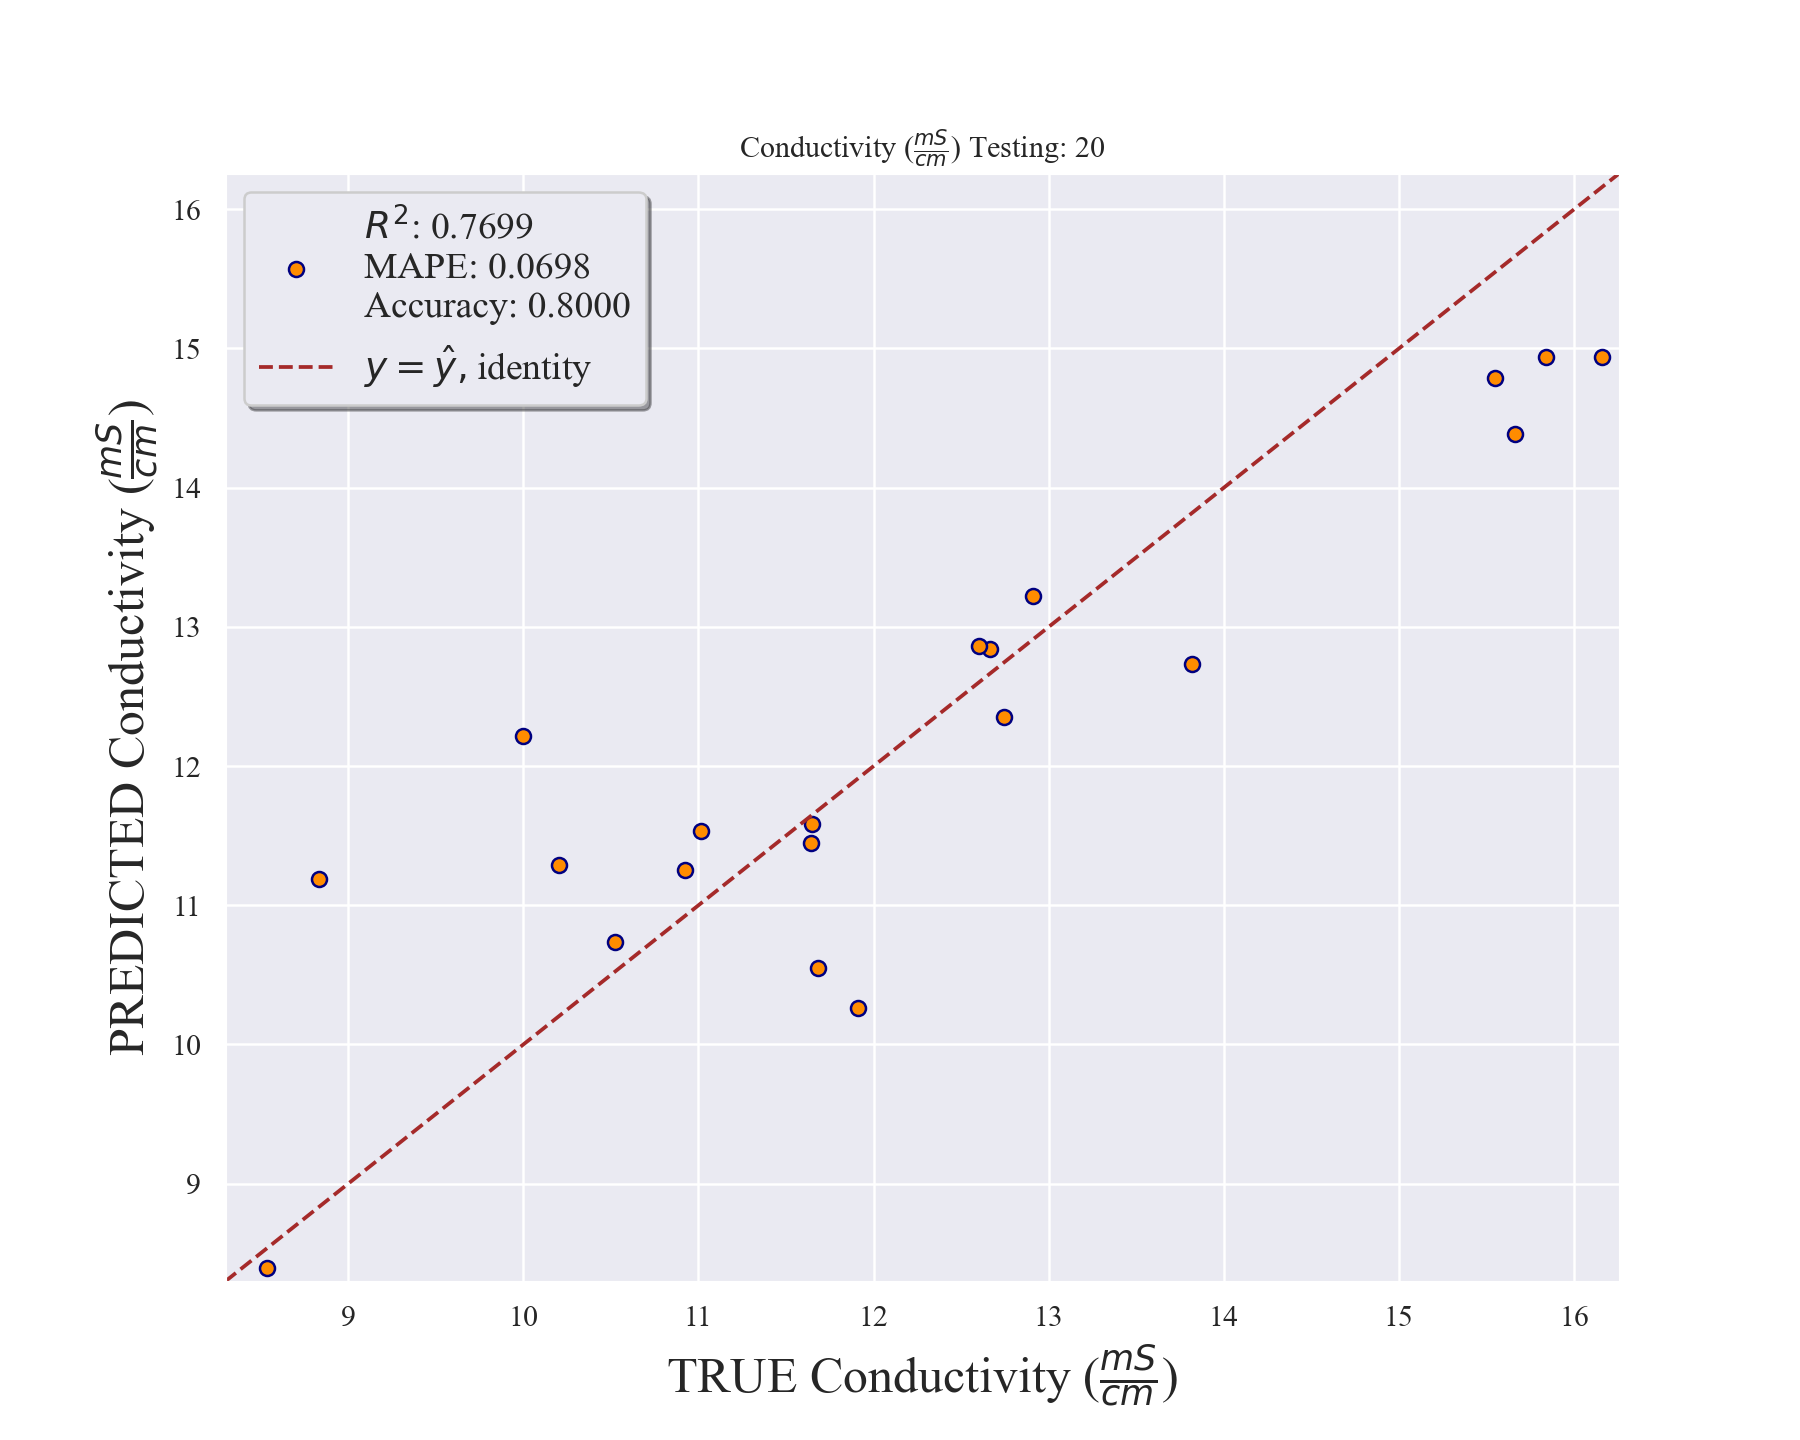 Conductivity (mS/cm) Testing: 20
R²: 0.7699
MAPE: 0.0698
Accuracy: 0.8000
y = ŷ, identity
PREDICTED Conductivity (mS/cm)
16
15
14
13
12
11
10
9
9 10 11 12 13 14 15 16
TRUE Conductivity (mS/cm)